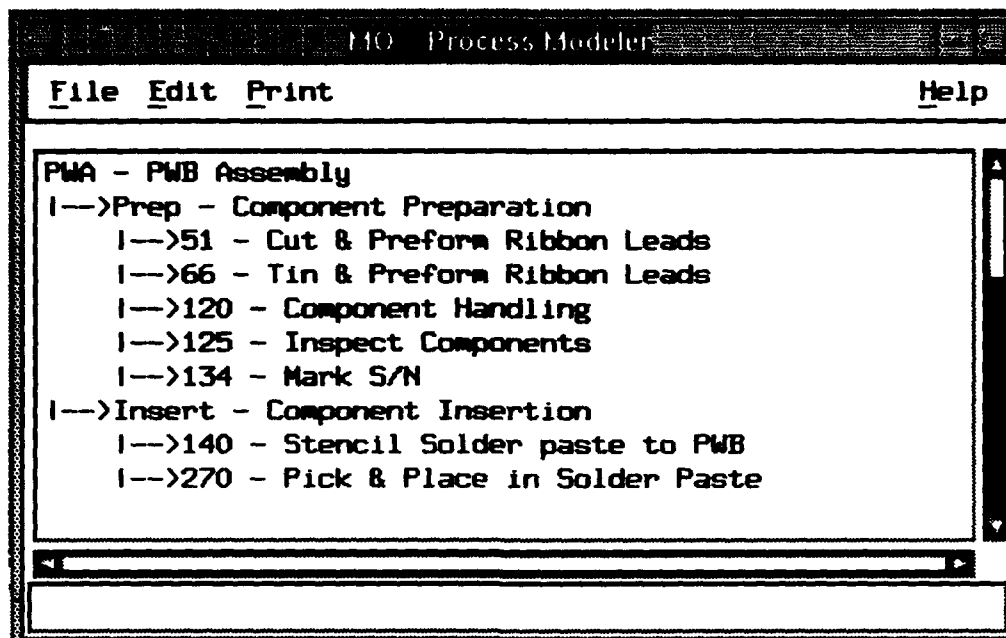 MO Process Modeler
File Edit Print Help
PWA - PWB Assembly
|-->Prep - Component Preparation
|-->51 - Cut & Preform Ribbon Leads
|-->66 - Tin & Preform Ribbon Leads
|-->120 - Component Handling
|-->125 - Inspect Components
|-->134 - Mark S/N
|-->Insert - Component Insertion
|-->140 - Stencil Solder paste to PWB
|-->270 - Pick & Place in Solder Paste